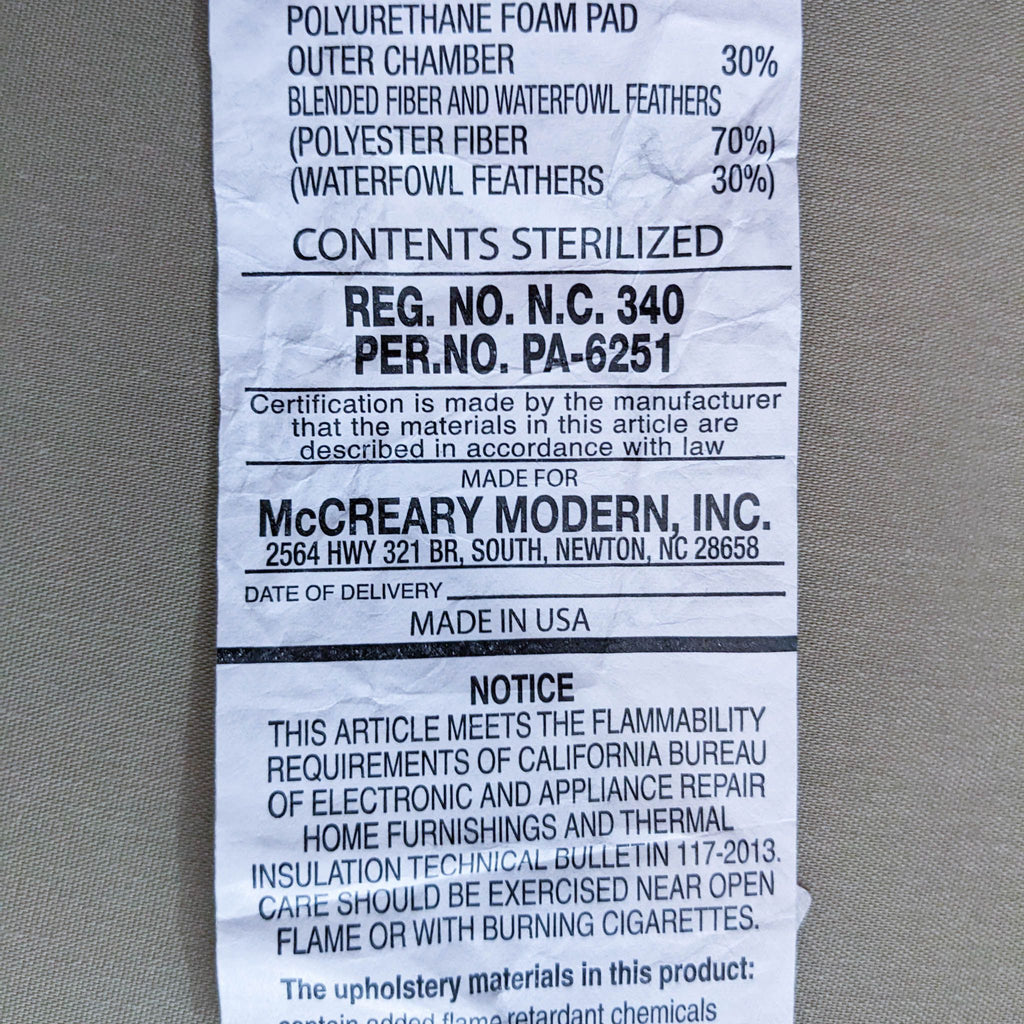 POLYURETHANE FOAM PAD
OUTER CHAMBER 30%
BLENDED FIBER AND WATERFOWL FEATHERS
(POLYESTER FIBER 70%)
(WATERFOWL FEATHERS 30%)
CONTENTS STERILIZED
REG. NO. N.C. 340
PER.NO. PA-6251
Certification is made by the manufacturer
that the materials in this article are
described in accordance with law
MADE FOR
McCREARY MODERN, INC.
2564 HWY 321 BR, SOUTH, NEWTON, NC 28658
DATE OF DELIVERY
MADE IN USA
NOTICE
THIS ARTICLE MEETS THE FLAMMABILITY
REQUIREMENTS OF CALIFORNIA BUREAU
OF ELECTRONIC AND APPLIANCE REPAIR
HOME FURNISHINGS AND THERMAL
INSULATION TECHNICAL BULLETIN 117-2013.
CARE SHOULD BE EXERCISED NEAR OPEN
FLAME OR WITH BURNING CIGARETTES.
The upholstery materials in this product:
contain added flame retardant chemicals